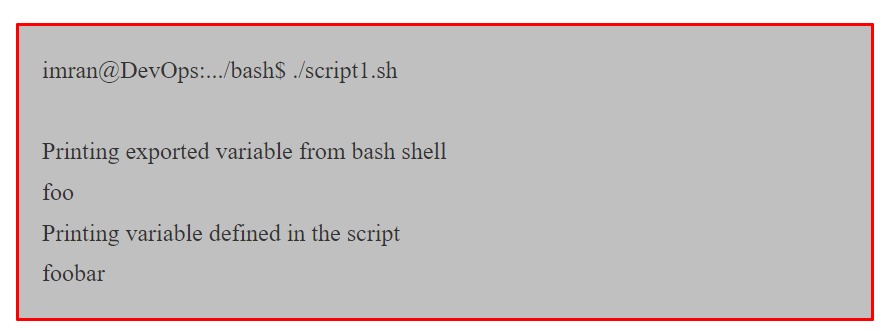 imran@DevOps:.../bash$ ./script1.sh
Printing exported variable from bash shell
foo
Printing variable defined in the script
foobar